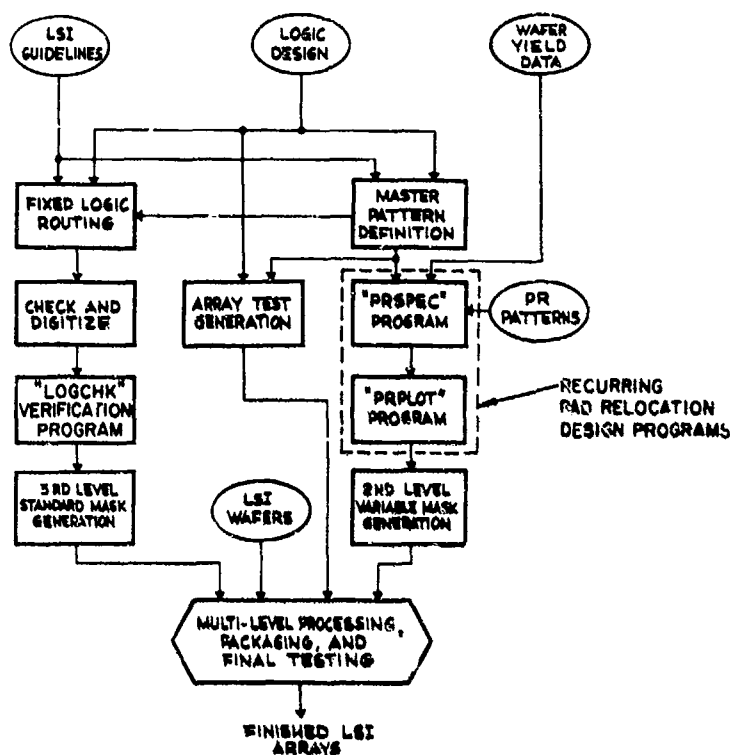 LSI
GUIDELINES
LOGIC
DESIGN
WAFER
YIELD
DATA
FIXED LOGIC
ROUTING
MASTER
PATTERN
DEFINITION
CHECK AND
DIGITIZE
ARRAY TEST
GENERATION
"PRSPEC"
PROGRAM
PR
PATTERNS
"LOGCHK"
VERIFICATION
PROGRAM
"PRPLOT"
PROGRAM
RECURRING
PAD RELOCATION
DESIGN PROGRAMS
3RD LEVEL
STANDARD MASK
GENERATION
LSI
WAFERS
2ND LEVEL
VARIABLE MASK
GENERATION
MULTI-LEVEL PROCESSING,
PACKAGING, AND
FINAL TESTING
FINISHED LSI
ARRAYS